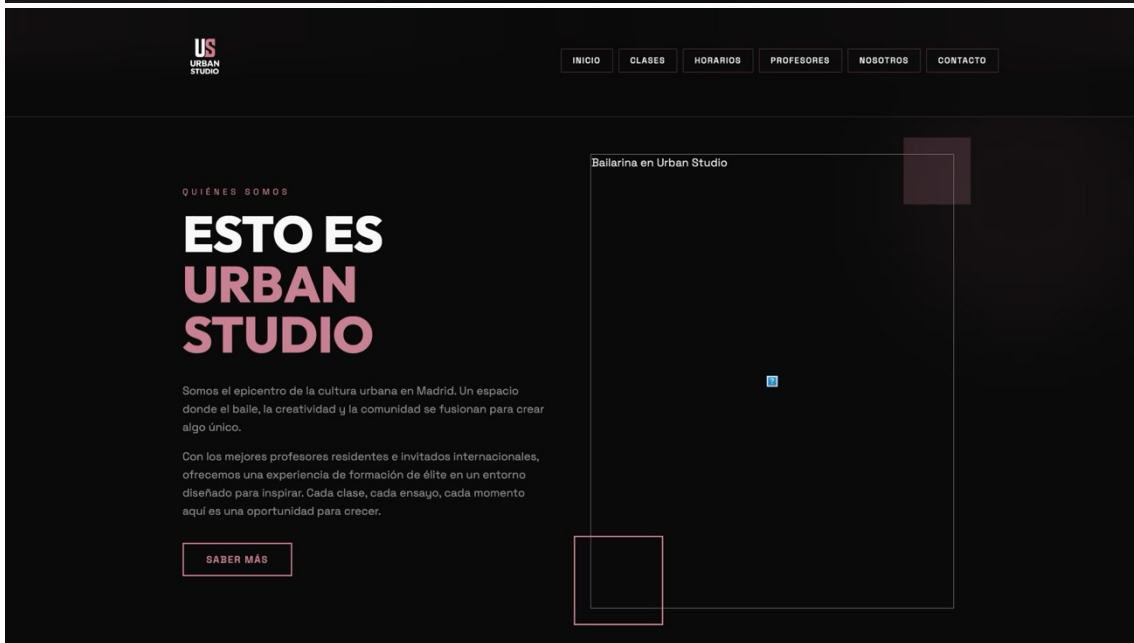 US
URBAN
STUDIO
INICIO
CLASES
HORARIOS
PROFESORES
NOSOTROS
CONTACTO
QUIÉNES SOMOS
ESTO ES
URBAN
STUDIO
Somos el epicentro de la cultura urbana en Madrid. Un espacio
donde el baile, la creatividad y la comunidad se fusionan para crear
algo único.
Con los mejores profesores residentes e invitados internacionales,
ofrecemos una experiencia de formación de élite en un entorno
diseñado para inspirar. Cada clase, cada ensayo, cada momento
aquí es una oportunidad para crecer.
SABER MÁS
Bailarina en Urban Studio
?